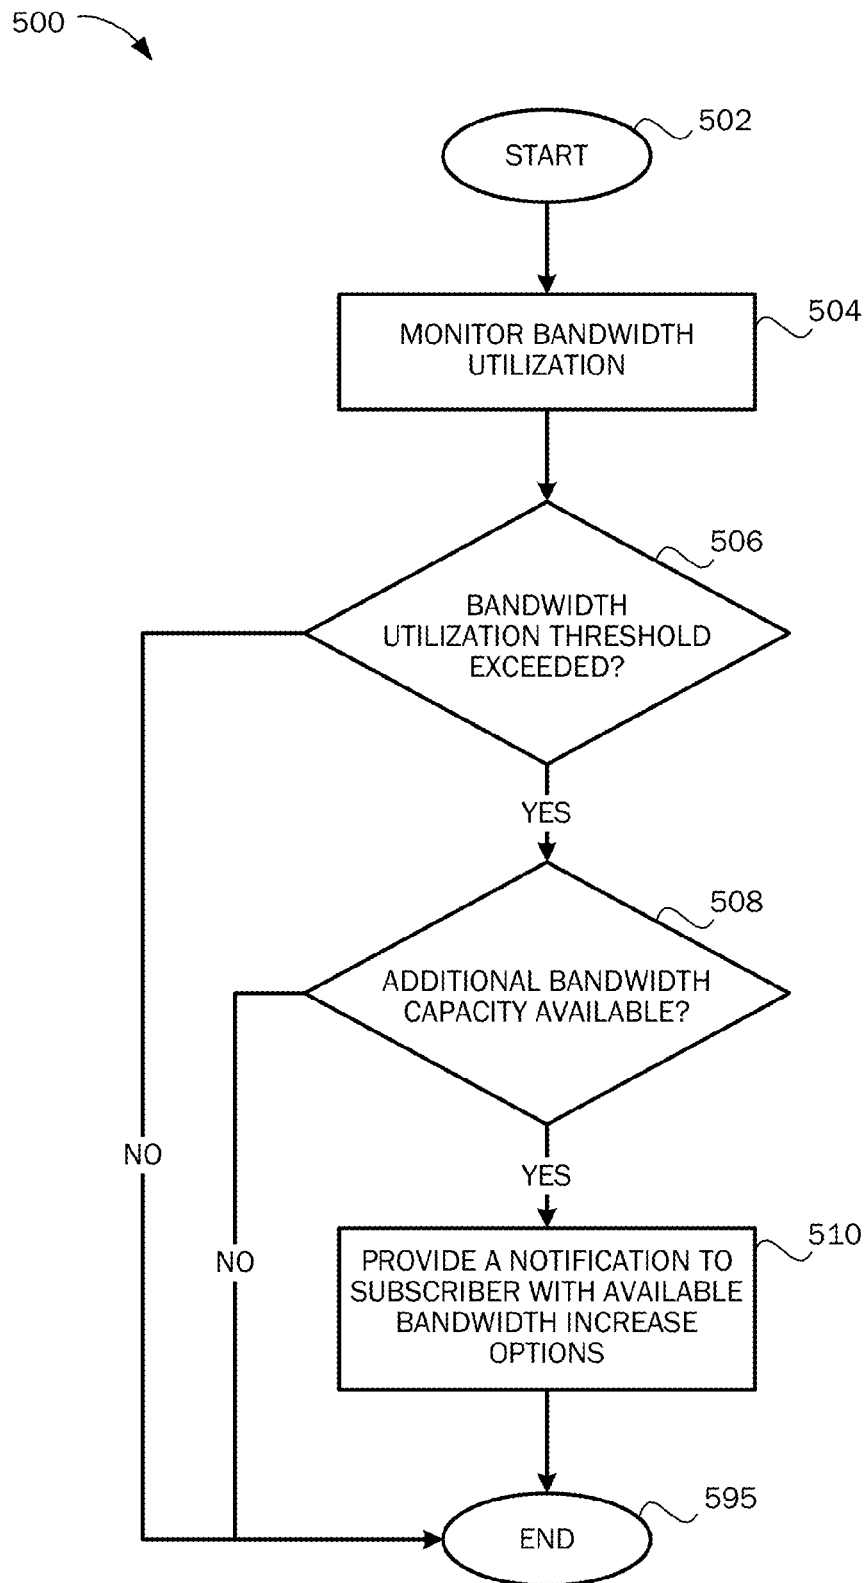 500
502
START
504
MONITOR BANDWIDTH
UTILIZATION
506
BANDWIDTH
UTILIZATION THRESHOLD
EXCEEDED?
YES
508
ADDITIONAL BANDWIDTH
CAPACITY AVAILABLE?
NO
YES
NO
510
PROVIDE A NOTIFICATION TO
SUBSCRIBER WITH AVAILABLE
BANDWIDTH INCREASE
OPTIONS
595
END